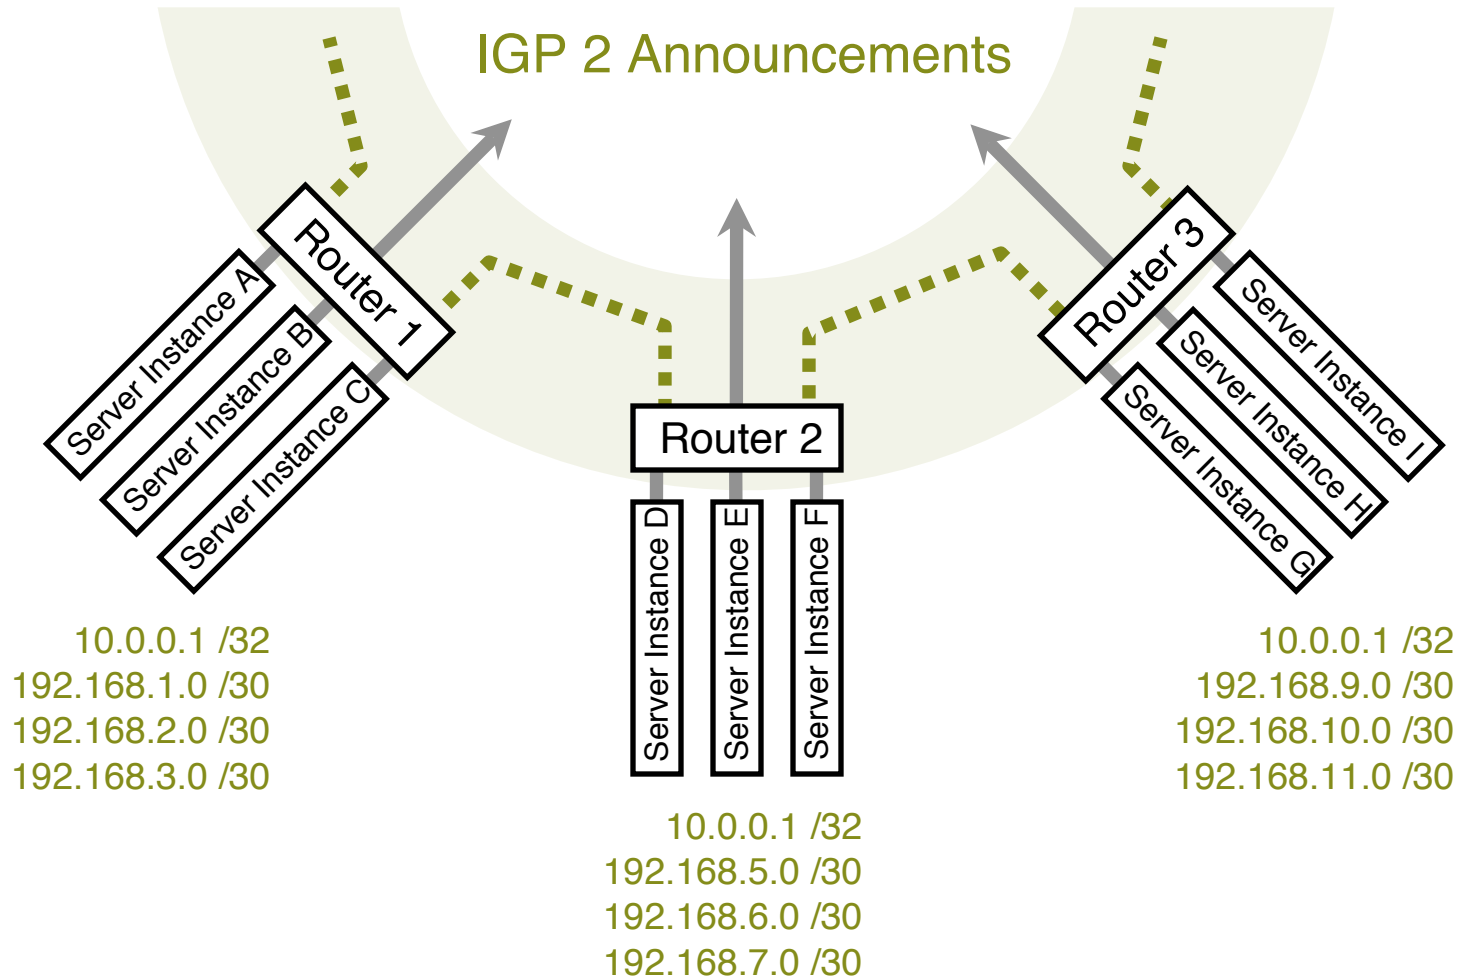 IGP 2 Announcements
Router 1
Server Instance A
Server Instance B
Server Instance C
10.0.0.1 /32
192.168.1.0 /30
192.168.2.0 /30
192.168.3.0 /30
Router 2
Server Instance D
Server Instance E
Server Instance F
10.0.0.1 /32
192.168.5.0 /30
192.168.6.0 /30
192.168.7.0 /30
Router 3
Server Instance I
Server Instance H
Server Instance G
10.0.0.1 /32
192.168.9.0 /30
192.168.10.0 /30
192.168.11.0 /30